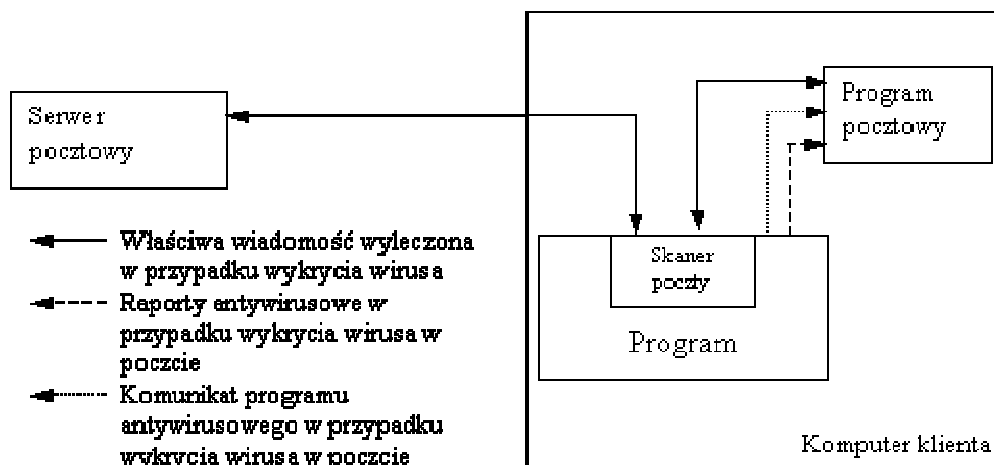 Serwer
pocztowy
Program
pocztowy
Skaner
poczty
Program
Właściwa wiadomość wyleczona
w przypadku wykrycia wirusa
Raporty antywirusowe w
przypadku wykrycia wirusa w
poczcie
Komunikat programu
antywirusowego w przypadku
wykrycia wirusa w poczcie
Komputer klienta